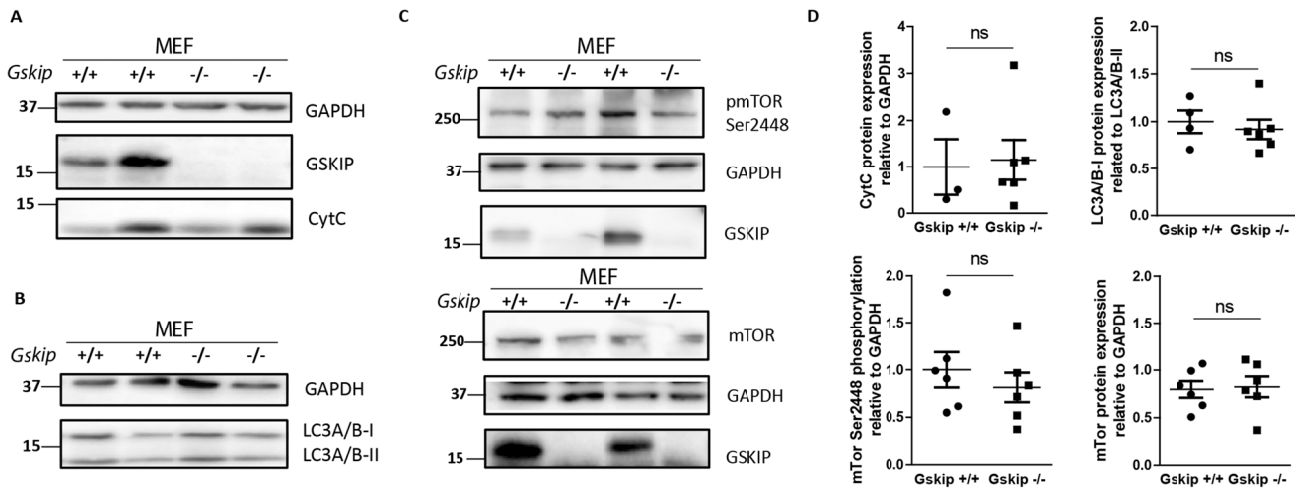 A
MEF
Gskip +/+ +/+ -/- -/-
37 GAPDH
GSKIP
15
15
CytC
B
MEF
Gskip +/+ +/+ -/- -/-
37 GAPDH
LC3A/B-I
15
LC3A/B-II
C
MEF
Gskip +/+ -/- +/+ -/-
pmTOR
250 Ser2448
37 GAPDH
GSKIP
15
MEF
Gskip +/+ -/- +/+ -/-
250 mTOR
37 GAPDH
15 GSKIP
D
CytC protein expression
relative to GAPDH
4
3
2
1
0
ns
Gskip +/+ Gskip -/-
LC3A/B-I protein expression
related to LC3A/B-II
2.0
1.5
1.0
0.5
0.0
ns
Gskip +/+ Gskip -/-
mTor Ser2448 phosphorylation
relative to GAPDH
2.0
1.5
1.0
0.5
0.0
ns
Gskip +/+ Gskip -/-
mTor protein expression
relative to GAPDH
2.0
1.5
1.0
0.5
0.0
ns
Gskip +/+ Gskip -/-